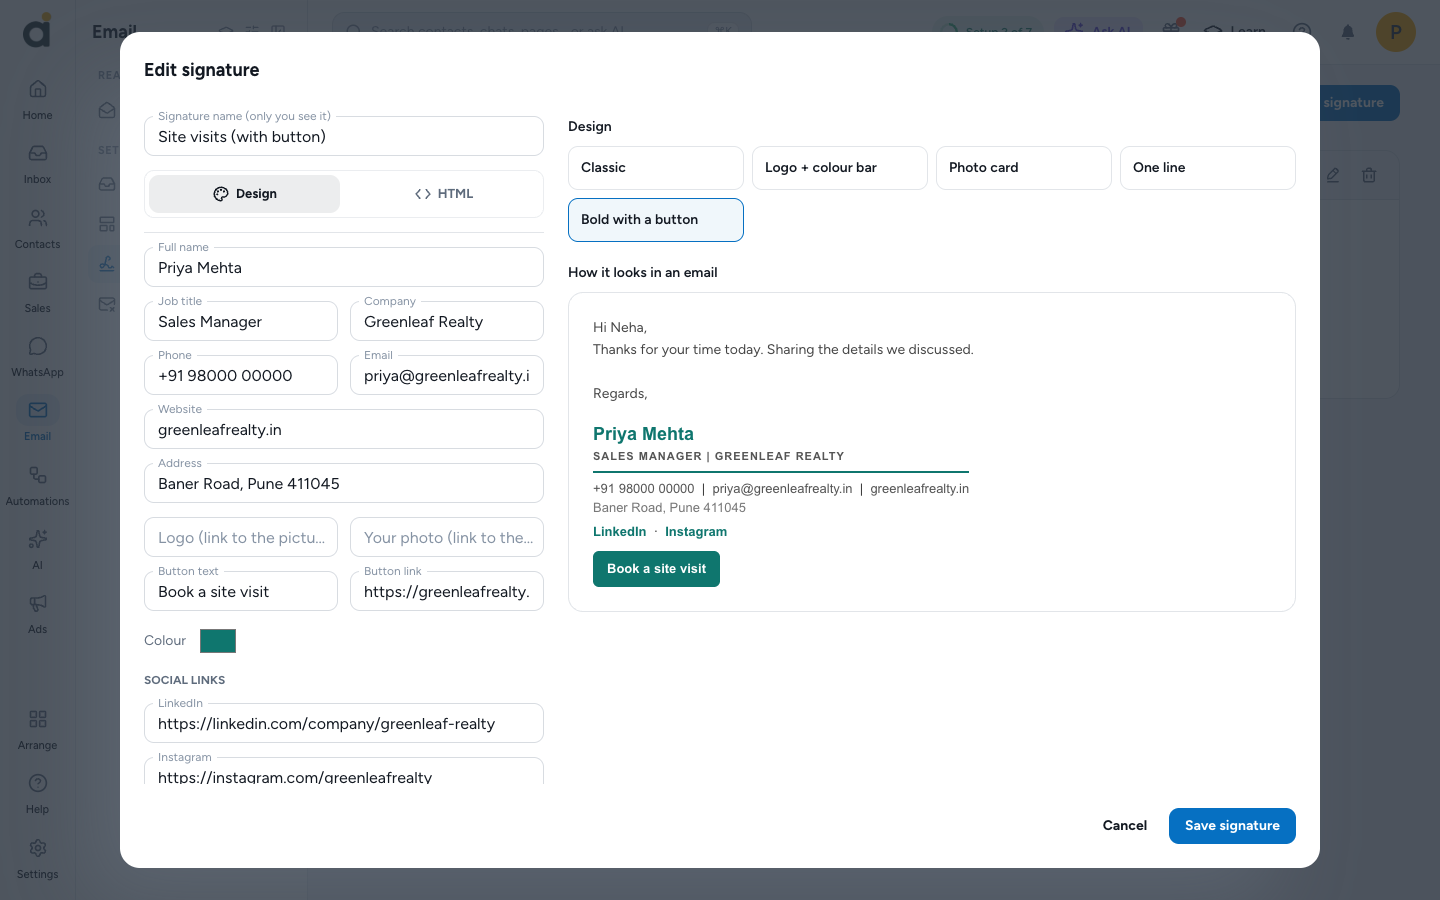 Email
Setup 2 of 7
Ask AI
Learn
P
Home
Inbox
Contacts
Sales
WhatsApp
Email
Automations
AI
Ads
Arrange
Help
Settings
signature
Edit signature
Signature name (only you see it)
Site visits (with button)
Design
HTML
Full name
Priya Mehta
Job title
Sales Manager
Company
Greenleaf Realty
Phone
+91 98000 00000
Email
priya@greenleafrealty.i
Website
greenleafrealty.in
Address
Baner Road, Pune 411045
Logo (link to the pictu...
Your photo (link to the...
Button text
Book a site visit
Button link
https://greenleafrealty.
Colour
SOCIAL LINKS
LinkedIn
https://linkedin.com/company/greenleaf-realty
Instagram
https://instagram.com/greenleafrealty
Design
Classic
Logo + colour bar
Photo card
One line
Bold with a button
How it looks in an email
Hi Neha,
Thanks for your time today. Sharing the details we discussed.
Regards,
Priya Mehta
SALES MANAGER | GREENLEAF REALTY
+91 98000 00000 | priya@greenleafrealty.in | greenleafrealty.in
Baner Road, Pune 411045
LinkedIn · Instagram
Book a site visit
Cancel
Save signature